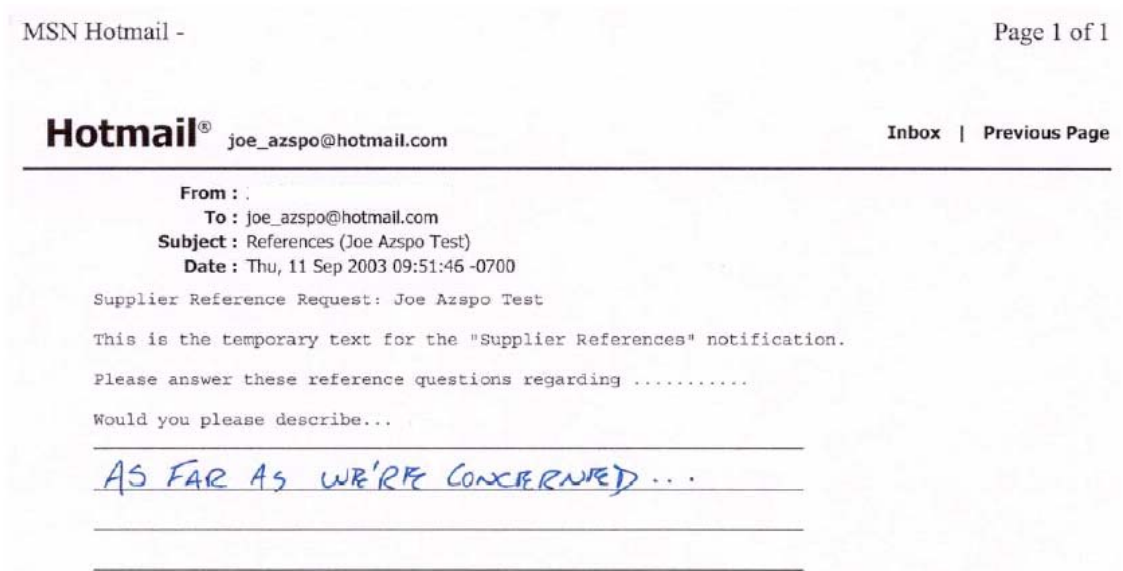 MSN Hotmail - Page 1 of 1
Hotmail® joe_azspo@hotmail.com Inbox | Previous Page
From :
To : joe_azspo@hotmail.com
Subject : References (Joe Azspo Test)
Date : Thu, 11 Sep 2003 09:51:46 -0700
Supplier Reference Request: Joe Azspo Test
This is the temporary text for the "Supplier References" notification.
Please answer these reference questions regarding ...........
Would you please describe...
AS FAR AS WE'RE CONCERNED...